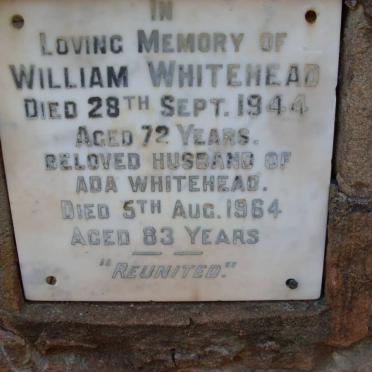 IN
LOVING MEMORY OF
WILLIAM WHITEHEAD
DIED 28TH SEPT. 1944
AGED 72 YEARS.
BELOVED HUSBAND OF
ADA WHITEHEAD.
DIED 5TH AUG. 1964
AGED 83 YEARS
"REUNITED."